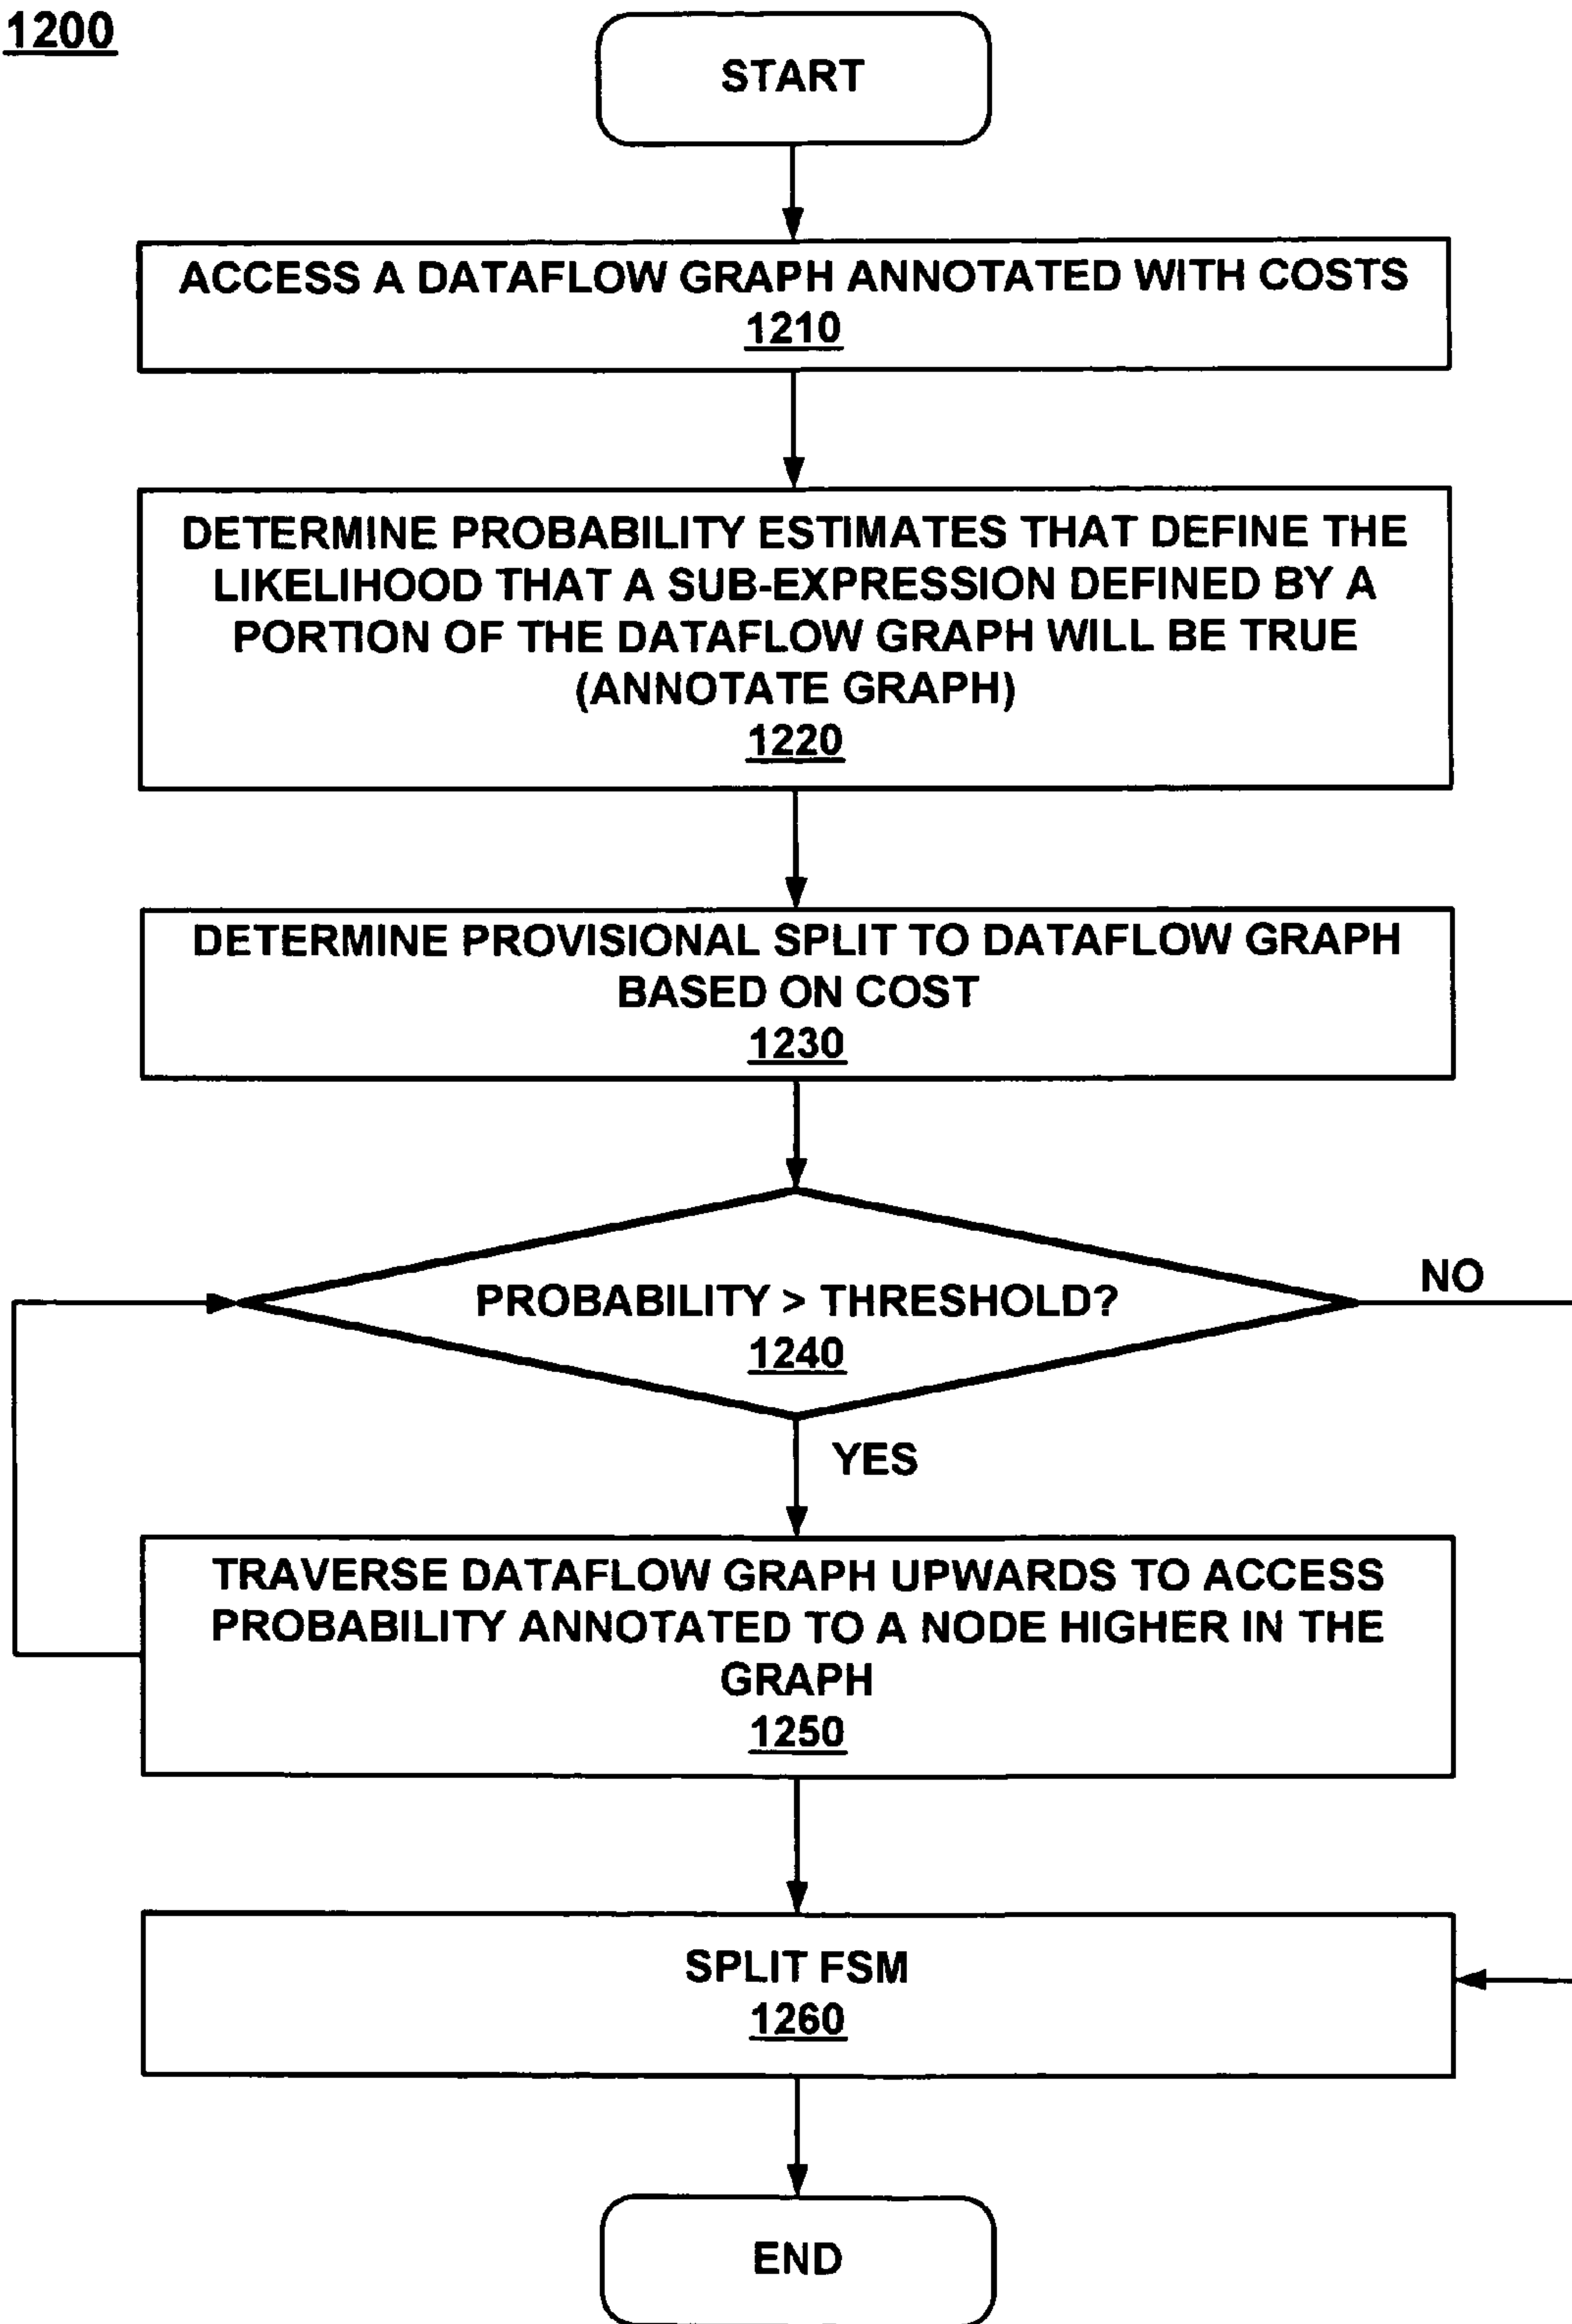 1200
START
ACCESS A DATAFLOW GRAPH ANNOTATED WITH COSTS
1210
DETERMINE PROBABILITY ESTIMATES THAT DEFINE THE
LIKELIHOOD THAT A SUB-EXPRESSION DEFINED BY A
PORTION OF THE DATAFLOW GRAPH WILL BE TRUE
(ANNOTATE GRAPH)
1220
DETERMINE PROVISIONAL SPLIT TO DATAFLOW GRAPH
BASED ON COST
1230
PROBABILITY > THRESHOLD?
1240
NO
YES
TRAVERSE DATAFLOW GRAPH UPWARDS TO ACCESS
PROBABILITY ANNOTATED TO A NODE HIGHER IN THE
GRAPH
1250
SPLIT FSM
1260
END